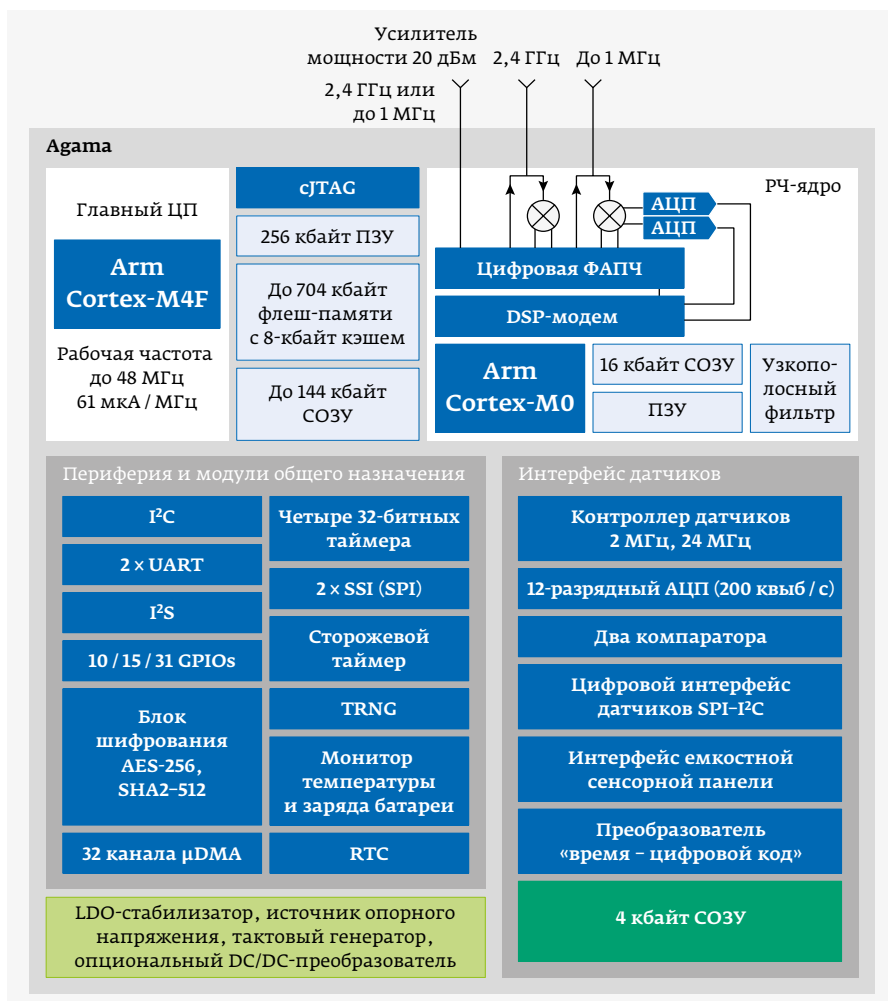 Усилитель
мощности 20 дБм
2,4 ГГц
До 1 МГц
2,4 ГГц или
до 1 МГц
Agama
Главный ЦП
Arm
Cortex-M4F
Рабочая частота
до 48 МГц
61 мкА / МГц
cJTAG
256 кбайт ПЗУ
До 704 кбайт
флеш-памяти
с 8-кбайт кэшем
До 144 кбайт
СОЗУ
РЧ-ядро
АЦП
АЦП
Цифровая ФАПЧ
DSP-модем
Arm
Cortex-M0
16 кбайт СОЗУ
ПЗУ
Узкопо-
лосный
фильтр
Периферия и модули общего назначения
I²C
2 × UART
I²S
10 / 15 / 31 GPIOs
Блок
шифрования
AES-256,
SHA2–512
32 канала µDMA
Четыре 32-битных
таймера
2 × SSI (SPI)
Сторожевой
таймер
TRNG
Монитор
температуры
и заряда батареи
RTC
Интерфейс датчиков
Контроллер датчиков
2 МГц, 24 МГц
12-разрядный АЦП (200 квыб / с)
Два компаратора
Цифровой интерфейс
датчиков SPI–I²C
Интерфейс емкостной
сенсорной панели
Преобразователь
«время – цифровой код»
4 кбайт СОЗУ
LDO-стабилизатор, источник опорного
напряжения, тактовый генератор,
опциональный DC/DC-преобразователь